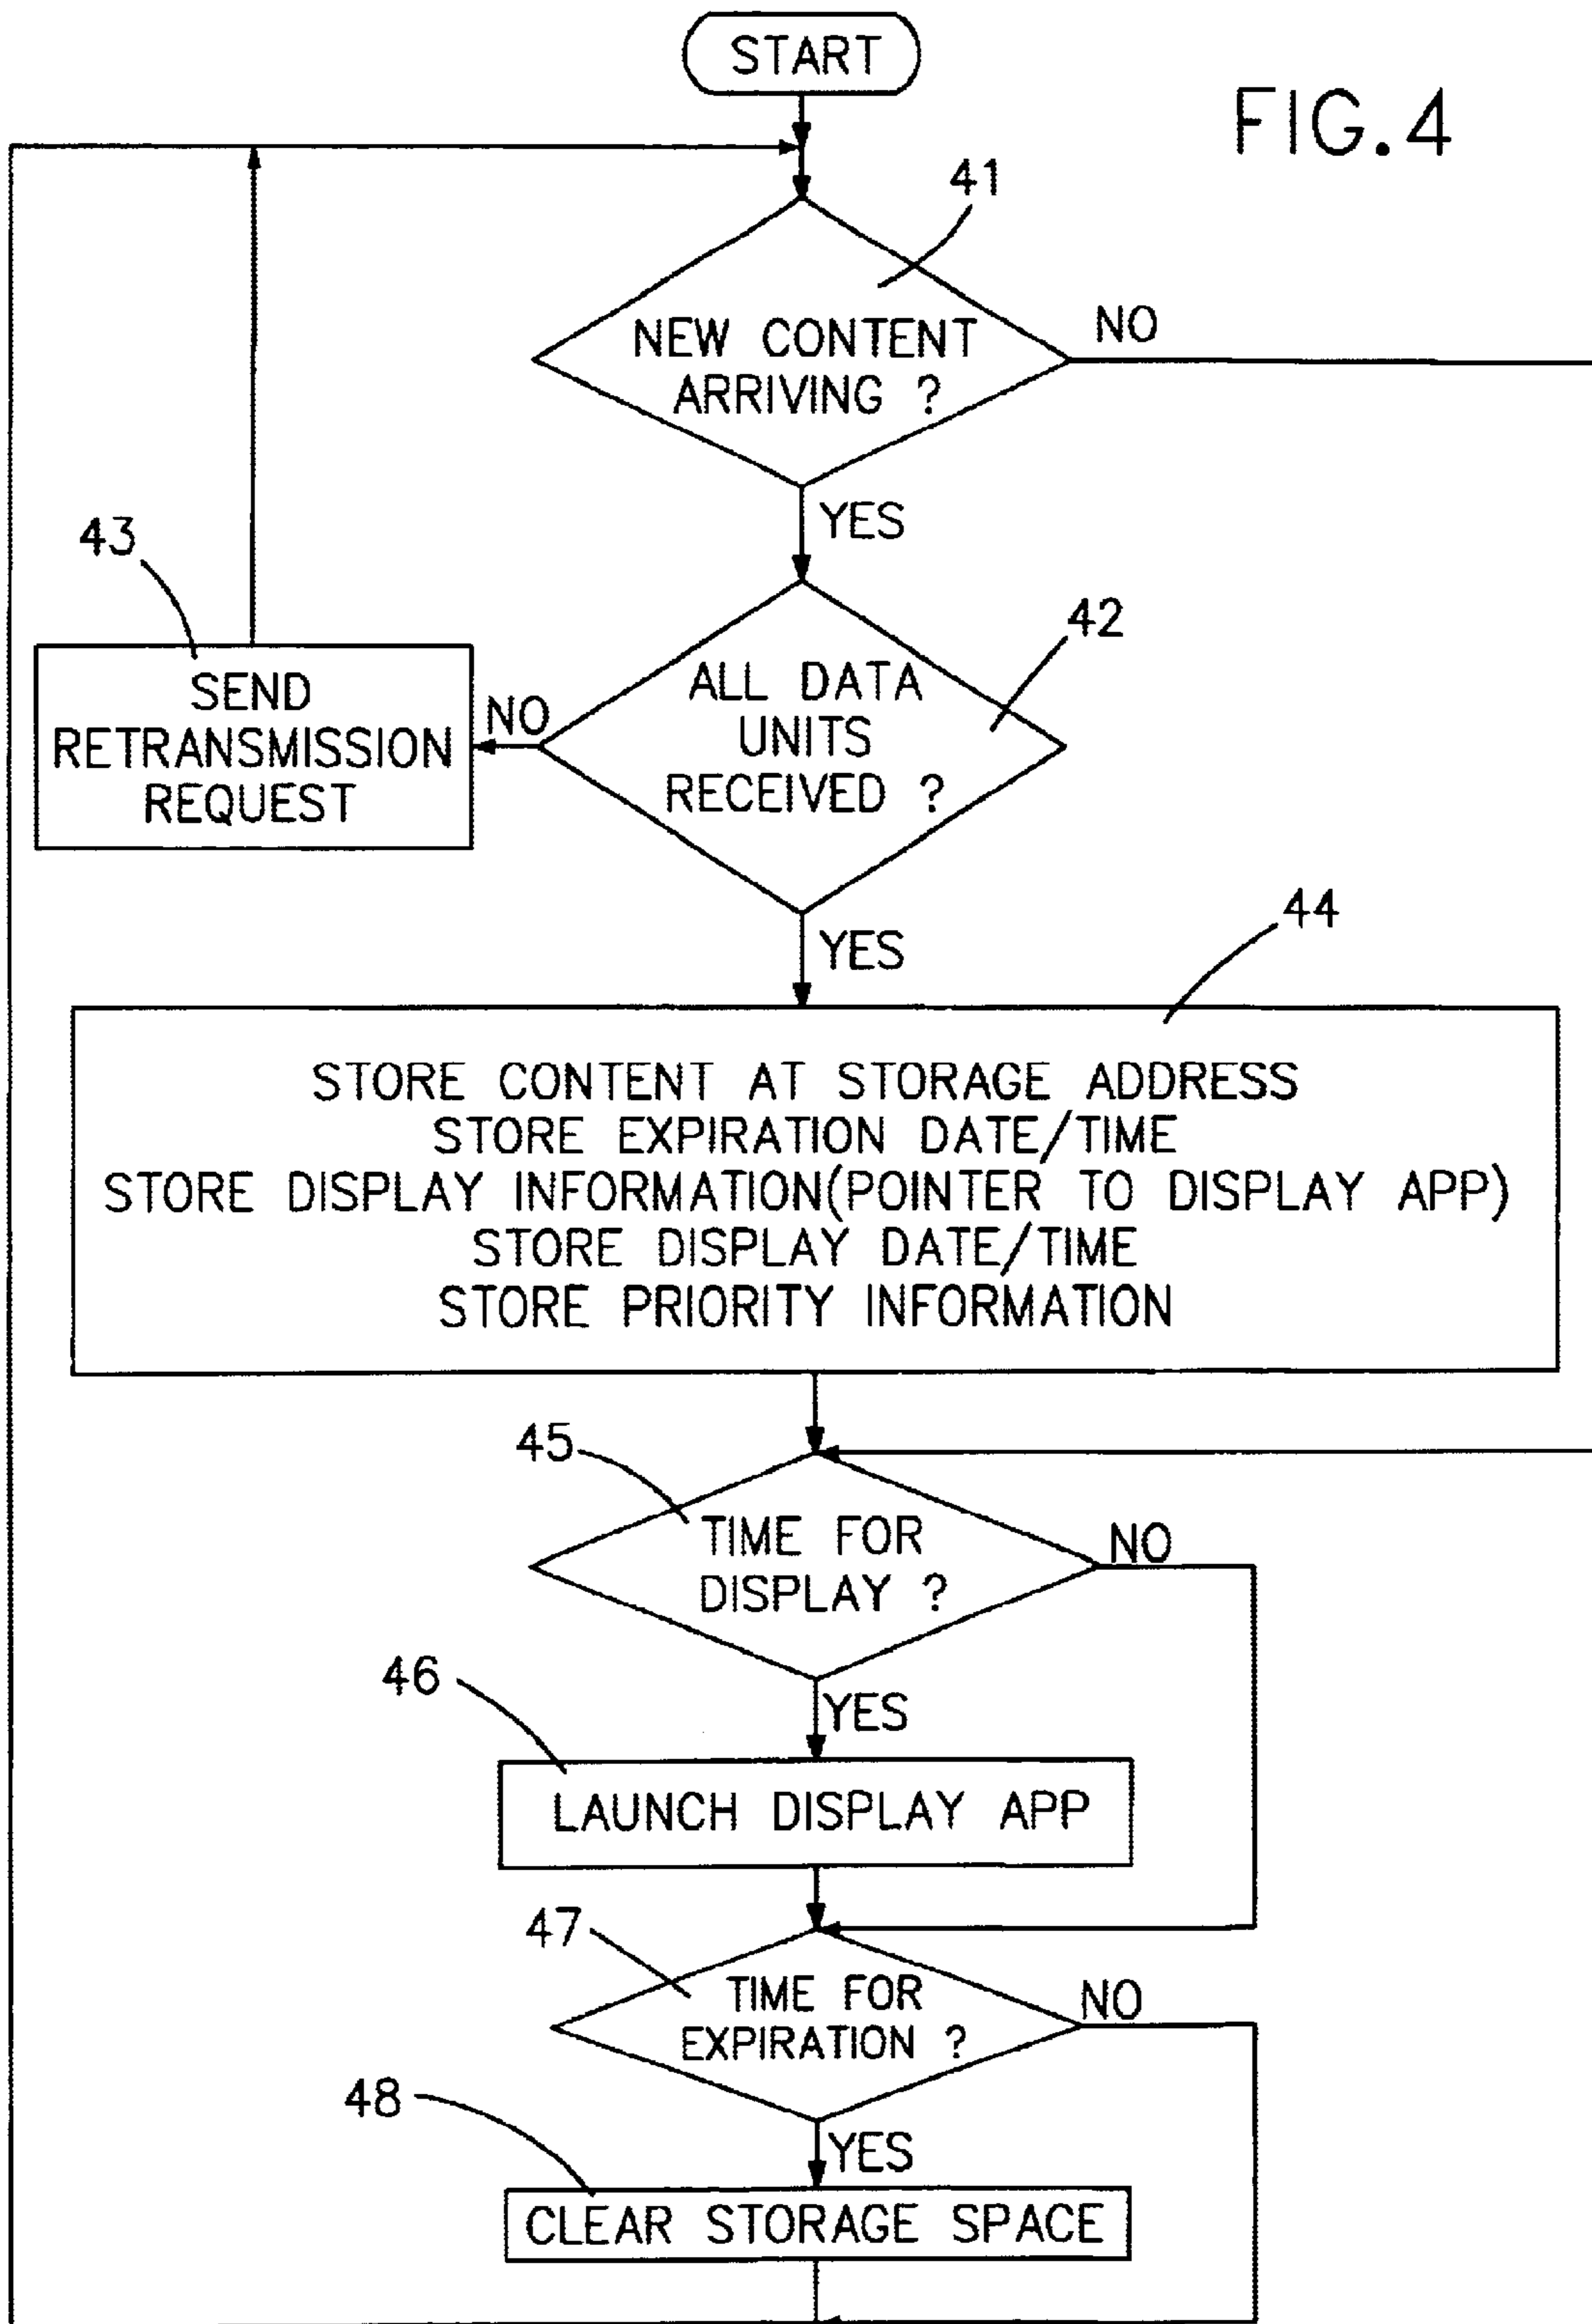 START
FIG.4
41
NEW CONTENT
ARRIVING ?
NO
YES
43
42
SEND
RETRANSMISSION
REQUEST
NO
ALL DATA
UNITS
RECEIVED ?
YES
44
STORE CONTENT AT STORAGE ADDRESS
STORE EXPIRATION DATE/TIME
STORE DISPLAY INFORMATION(POINTER TO DISPLAY APP)
STORE DISPLAY DATE/TIME
STORE PRIORITY INFORMATION
45
TIME FOR
DISPLAY ?
NO
46
YES
LAUNCH DISPLAY APP
47
TIME FOR
EXPIRATION ?
NO
48
YES
CLEAR STORAGE SPACE